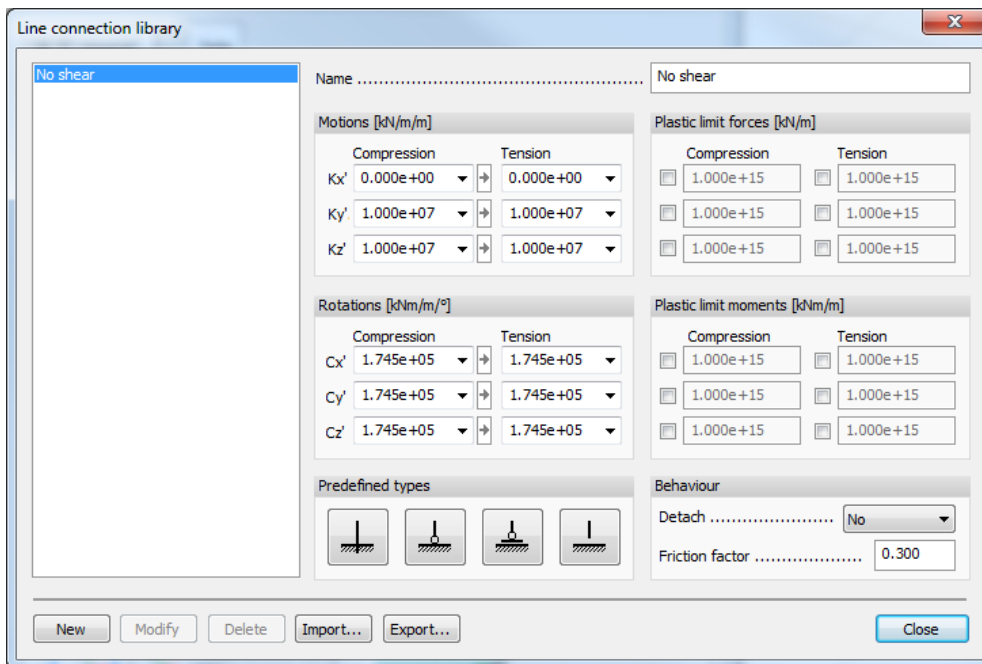 Line connection library
No shear
Name ........................................................ No shear
Motions [kN/m/m]
Compression Tension
Kx' 0.000e+00 0.000e+00
Ky' 1.000e+07 1.000e+07
Kz' 1.000e+07 1.000e+07
Plastic limit forces [kN/m]
Compression Tension
1.000e+15 1.000e+15
1.000e+15 1.000e+15
1.000e+15 1.000e+15
Rotations [kNm/m/°]
Compression Tension
Cx' 1.745e+05 1.745e+05
Cy' 1.745e+05 1.745e+05
Cz' 1.745e+05 1.745e+05
Plastic limit moments [kNm/m]
Compression Tension
1.000e+15 1.000e+15
1.000e+15 1.000e+15
1.000e+15 1.000e+15
Predefined types
Behaviour
Detach ........................ No
Friction factor .................... 0.300
New Modify Delete Import... Export... Close